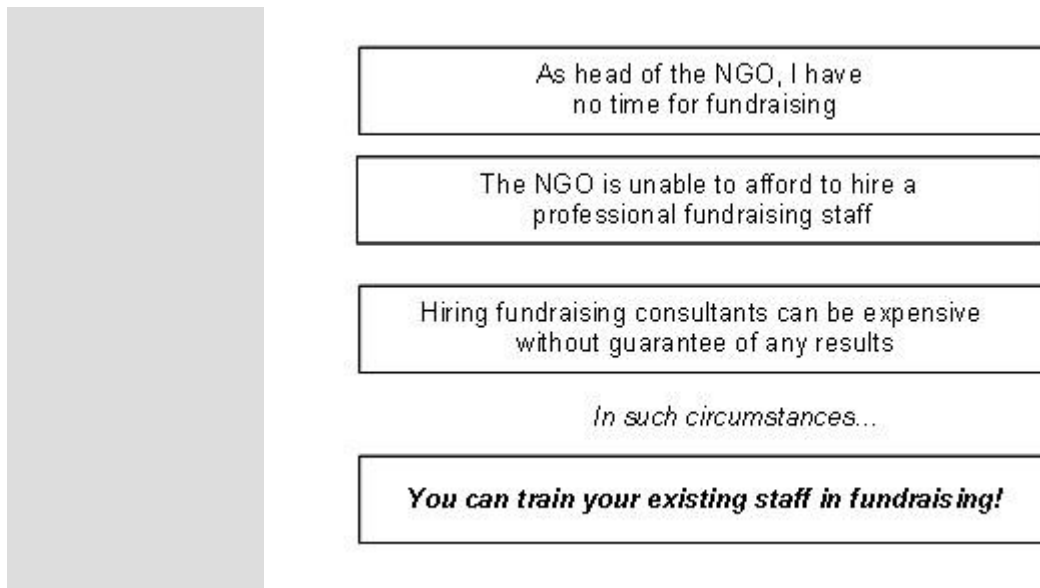 As head of the NGO, I have
no time for fundraising
The NGO is unable to afford to hire a
professional fundraising staff
Hiring fundraising consultants can be expensive
without guarantee of any results
In such circumstances...
You can train your existing staff in fundraising!